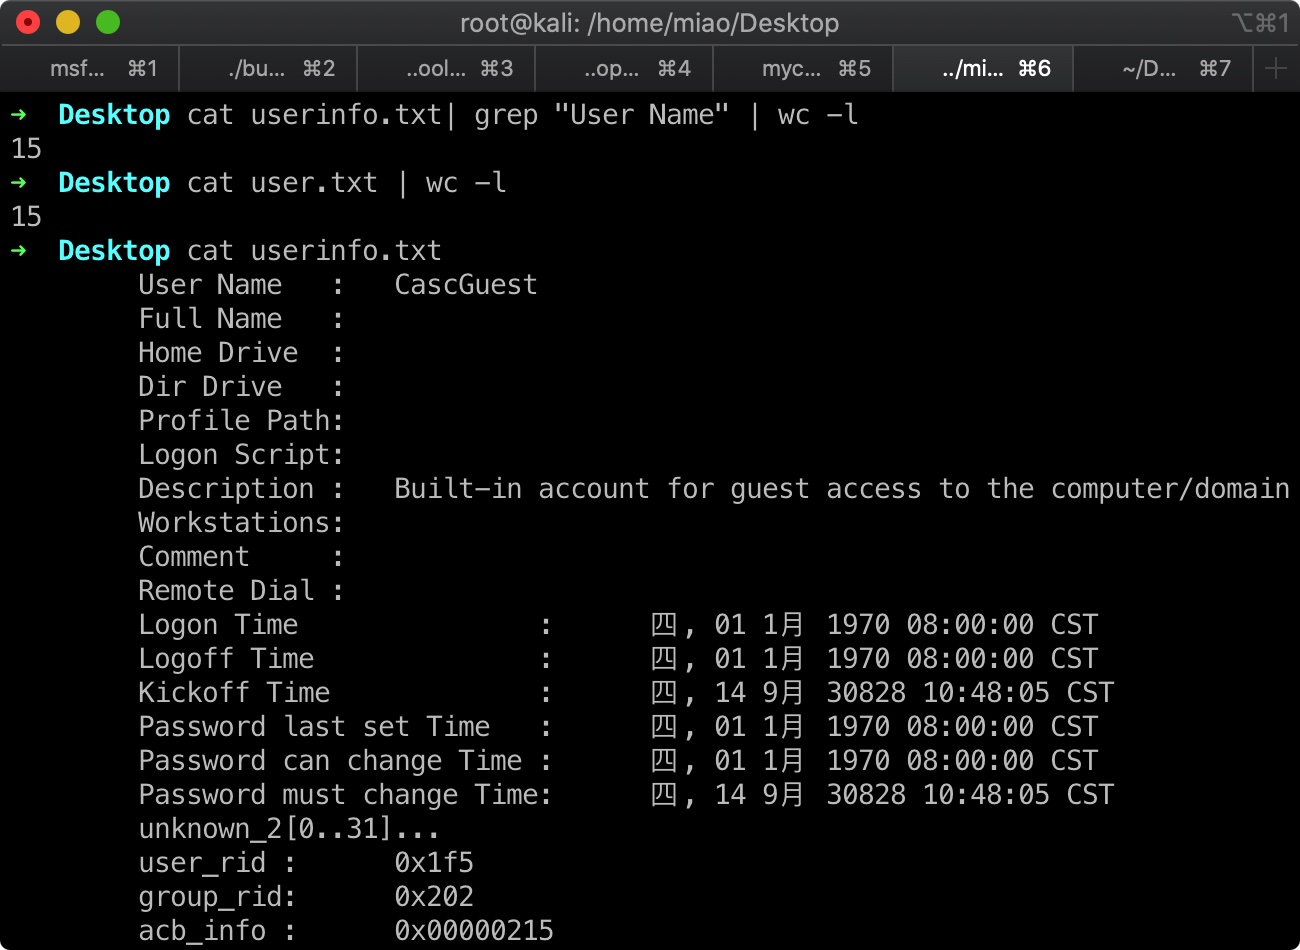 root@kali: /home/miao/Desktop ⌥⌘1
msf... ⌘1 ./bu... ⌘2 ..ool... ⌘3 ..op... ⌘4 myc... ⌘5 ../mi... ⌘6 ~/D... ⌘7 +
→ Desktop cat userinfo.txt| grep "User Name" | wc -l
15
→ Desktop cat user.txt | wc -l
15
→ Desktop cat userinfo.txt
User Name : CascGuest
Full Name :
Home Drive :
Dir Drive :
Profile Path:
Logon Script:
Description : Built-in account for guest access to the computer/domain
Workstations:
Comment :
Remote Dial :
Logon Time : 四, 01 1月 1970 08:00:00 CST
Logoff Time : 四, 01 1月 1970 08:00:00 CST
Kickoff Time : 四, 14 9月 30828 10:48:05 CST
Password last set Time : 四, 01 1月 1970 08:00:00 CST
Password can change Time : 四, 01 1月 1970 08:00:00 CST
Password must change Time: 四, 14 9月 30828 10:48:05 CST
unknown_2[0..31]...
user_rid : 0x1f5
group_rid: 0x202
acb_info : 0x00000215